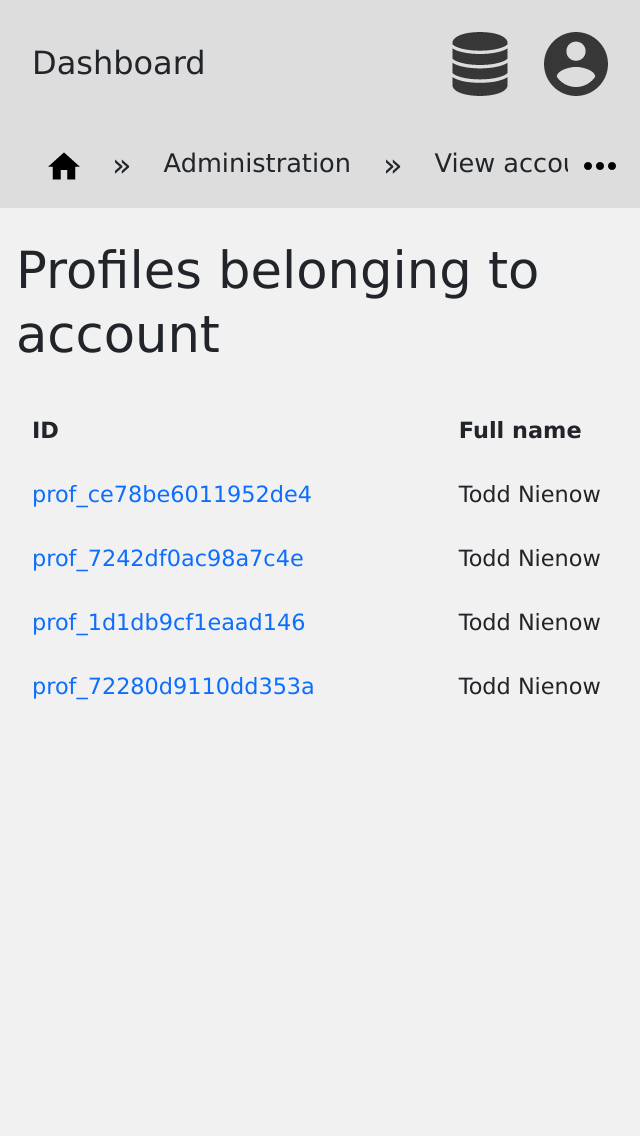 Dashboard
» Administration » View accou
Profiles belonging to
account
ID Full name
prof_ce78be6011952de4 Todd Nienow
prof_7242df0ac98a7c4e Todd Nienow
prof_1d1db9cf1eaad146 Todd Nienow
prof_72280d9110dd353a Todd Nienow